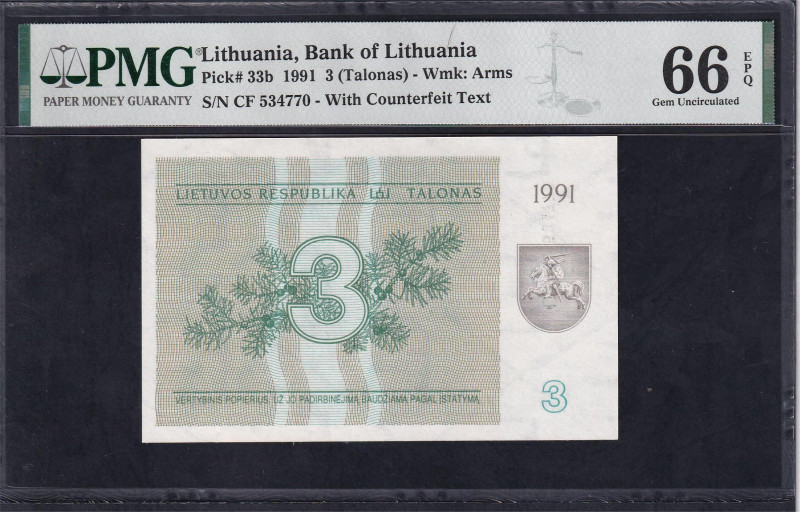 PMG®
PAPER MONEY GUARANTY
Lithuania, Bank of Lithuania
Pick# 33b 1991 3 (Talonas) - Wmk: Arms
S/N CF 534770 - With Counterfeit Text
66 EPQ
Gem Uncirculated
LIETUVOS RESPUBLIKA TALONAS
1991
3
VERTYBINIS POPIERIUS. UŽ JO PADIRBINĖJIMĄ BAUDŽIAMA PAGAL ĮSTATYMĄ
3